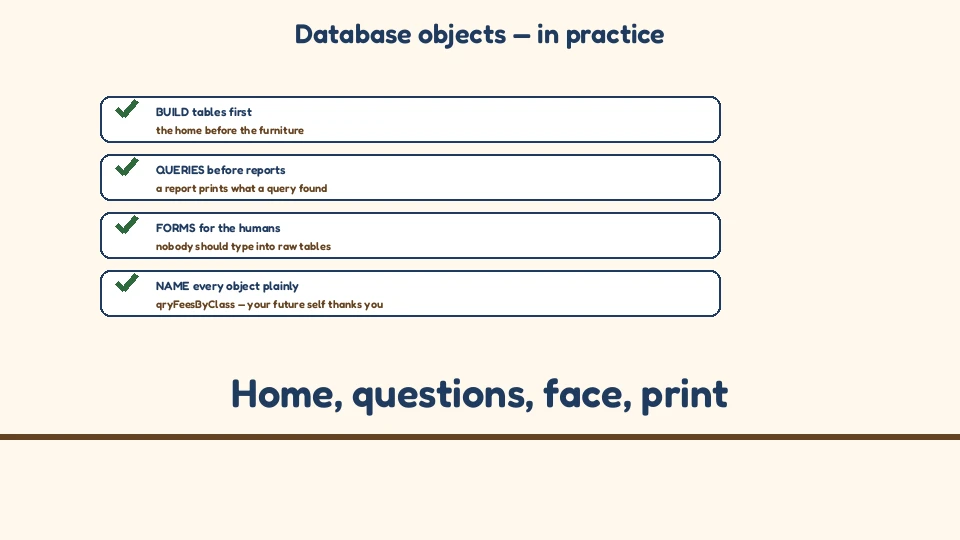 Database objects — in practice
BUILD tables first
the home before the furniture
QUERIES before reports
a report prints what a query found
FORMS for the humans
nobody should type into raw tables
NAME every object plainly
qryFeesByClass — your future self thanks you
Home, questions, face, print